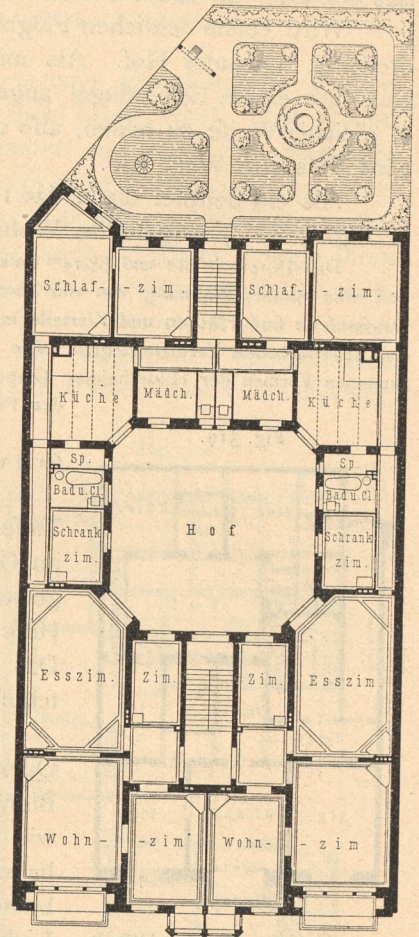 Schlaf- -zim. Schlaf- -zim.
Küche Mädch. Mädch. Küche
Sp. Sp.
Bad u. Cl Bad u. Cl
Hof
Schrank Schrank
zim. zim.
Esszim. Zim. Zim. Esszim
Wohn- -zim Wohn- -zim